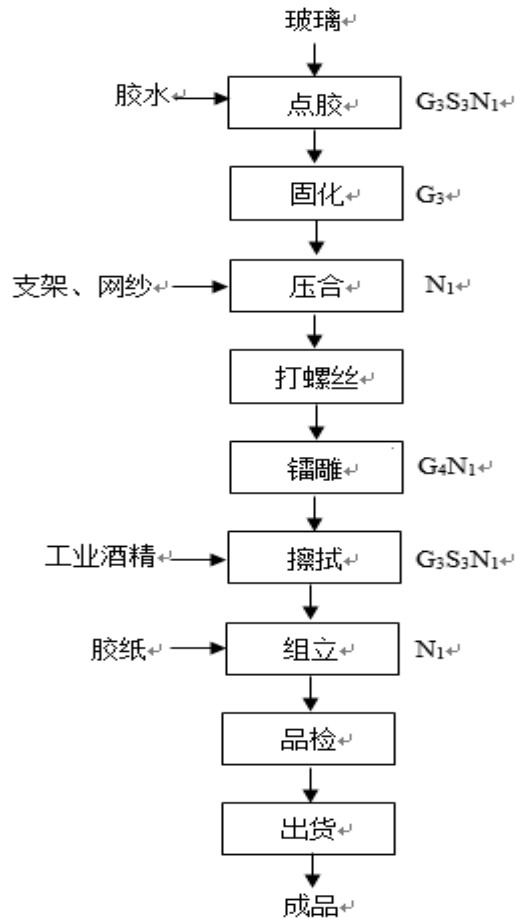 玻璃
胶水 点胶 G₃S₃N₁
固化 G₃
支架、网纱 压合 N₁
打螺丝
镭雕 G₄N₁
工业酒精 擦拭 G₃S₃N₁
胶纸 组立 N₁
品检
出货
成品